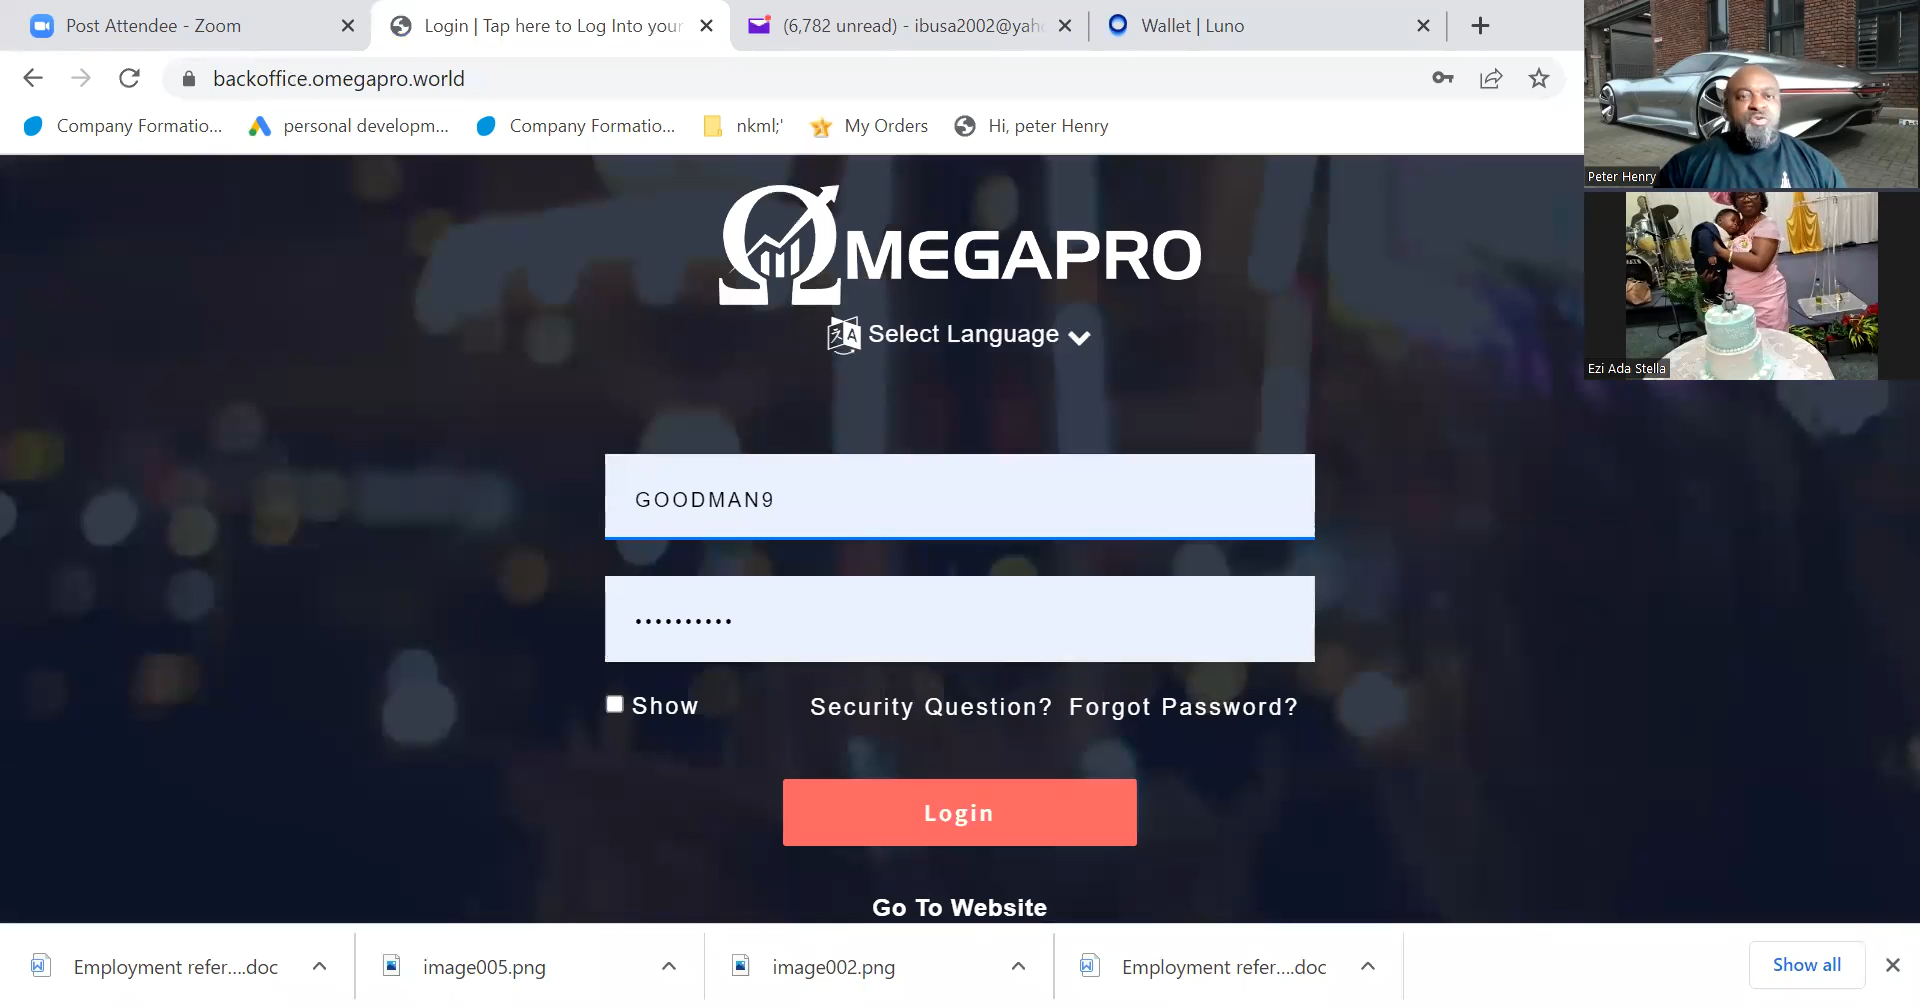 Post Attendee - Zoom
Login | Tap here to Log Into your
(6,782 unread) - ibusa2002@yaho
Wallet | Luno
backoffice.omegapro.world
Company Formatio...
personal developm...
Company Formatio...
nkml;'
My Orders
Hi, peter Henry
Peter Henry
Ezi Ada Stella
OMEGAPRO
Select Language
GOODMAN9
••••••••••
Show
Security Question?
Forgot Password?
Login
Go To Website
Employment refer....doc
image005.png
image002.png
Employment refer....doc
Show all